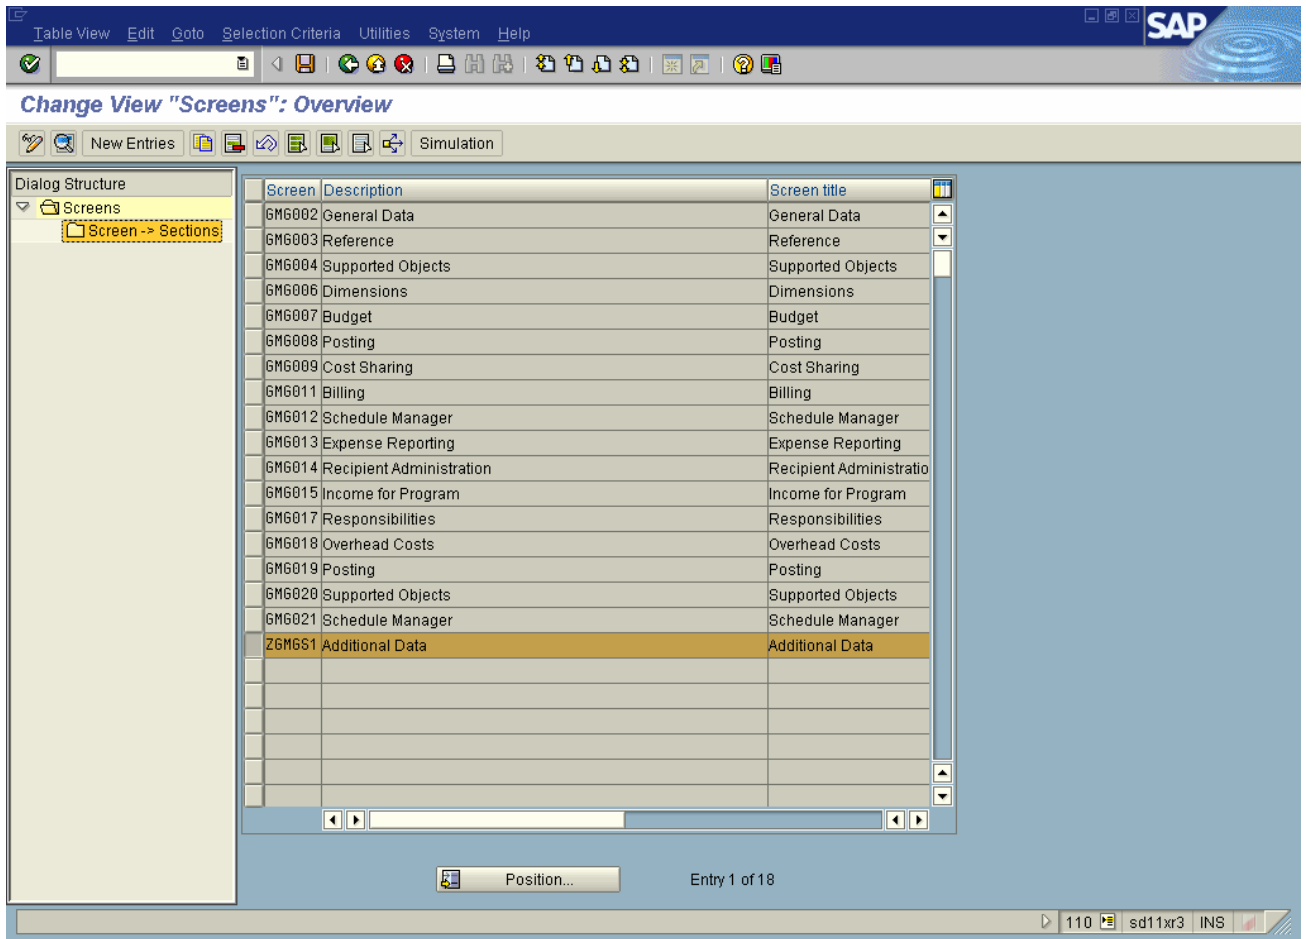 Table View Edit Goto Selection Criteria Utilities System Help
SAP
Change View "Screens": Overview
New Entries Simulation
Dialog Structure
Screens
Screen -> Sections
Screen Description Screen title
GMG002 General Data General Data
GMG003 Reference Reference
GMG004 Supported Objects Supported Objects
GMG006 Dimensions Dimensions
GMG007 Budget Budget
GMG008 Posting Posting
GMG009 Cost Sharing Cost Sharing
GMG011 Billing Billing
GMG012 Schedule Manager Schedule Manager
GMG013 Expense Reporting Expense Reporting
GMG014 Recipient Administration Recipient Administratio
GMG015 Income for Program Income for Program
GMG017 Responsibilities Responsibilities
GMG018 Overhead Costs Overhead Costs
GMG019 Posting Posting
GMG020 Supported Objects Supported Objects
GMG021 Schedule Manager Schedule Manager
ZGMGS1 Additional Data Additional Data
Position... Entry 1 of 18
110 sd11xr3 INS